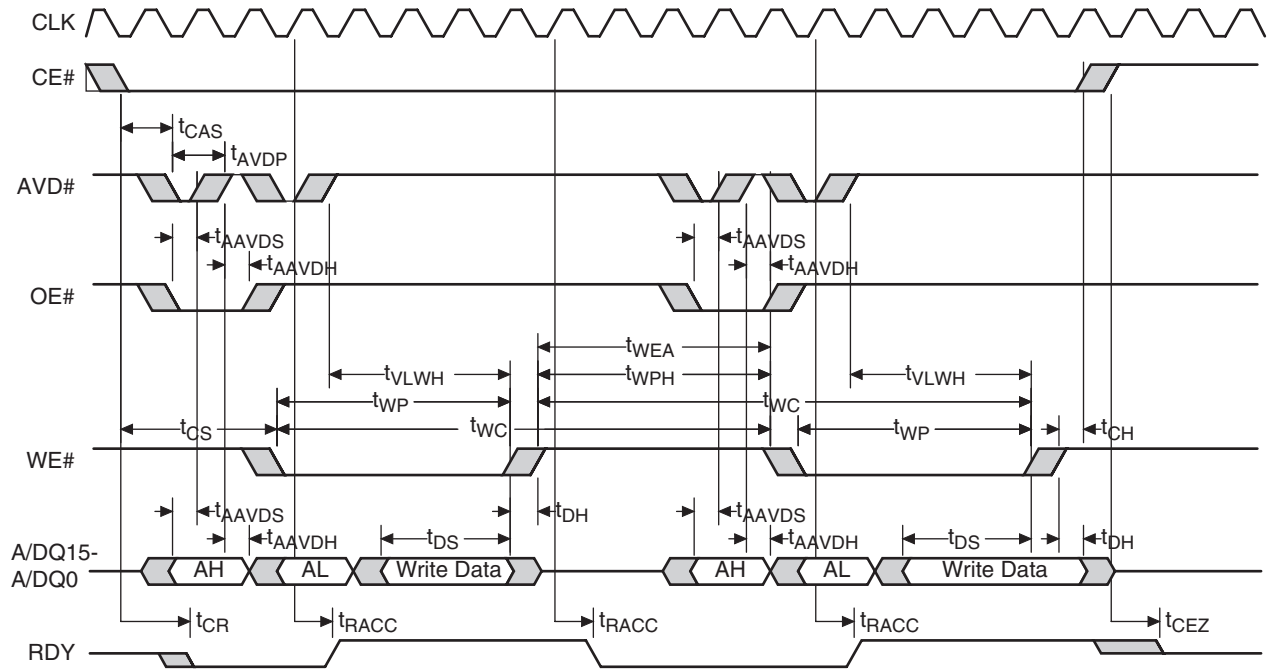 CLK
CE#
tCAS
tAVDP
AVD#
tAAVDS tAAVDS
tAAVDH tAAVDH
OE#
tWEA
tVLWH tWPH tVLWH
tWP tWC
tCS tWC tWP tCH
WE#
tAAVDS tDH tAAVDS
A/DQ15- tAAVDH tDS tAAVDH tDS tDH
A/DQ0 AH AL Write Data AH AL Write Data
tCR tRACC tRACC tRACC tCEZ
RDY